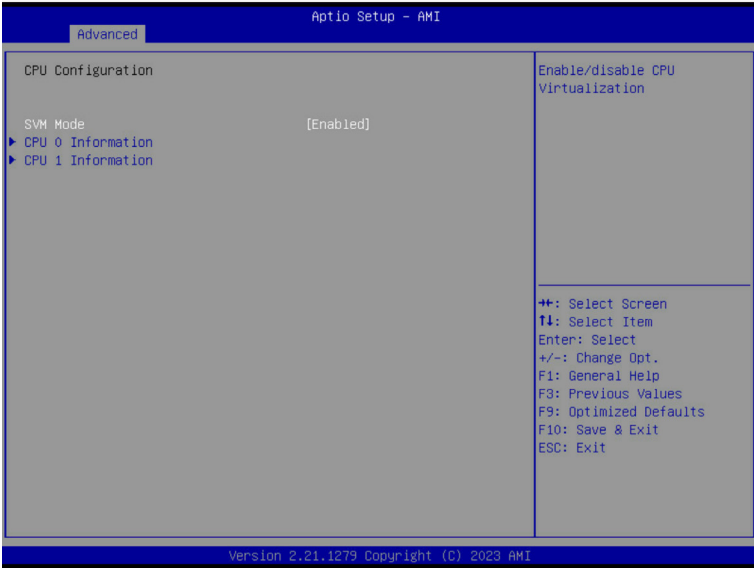 Aptio Setup – AMI
Advanced
CPU Configuration
SVM Mode [Enabled]
CPU 0 Information
CPU 1 Information
Enable/disable CPU
Virtualization
→←: Select Screen
↑↓: Select Item
Enter: Select
+/-: Change Opt.
F1: General Help
F3: Previous Values
F9: Optimized Defaults
F10: Save & Exit
ESC: Exit
Version 2.21.1279 Copyright (C) 2023 AMI